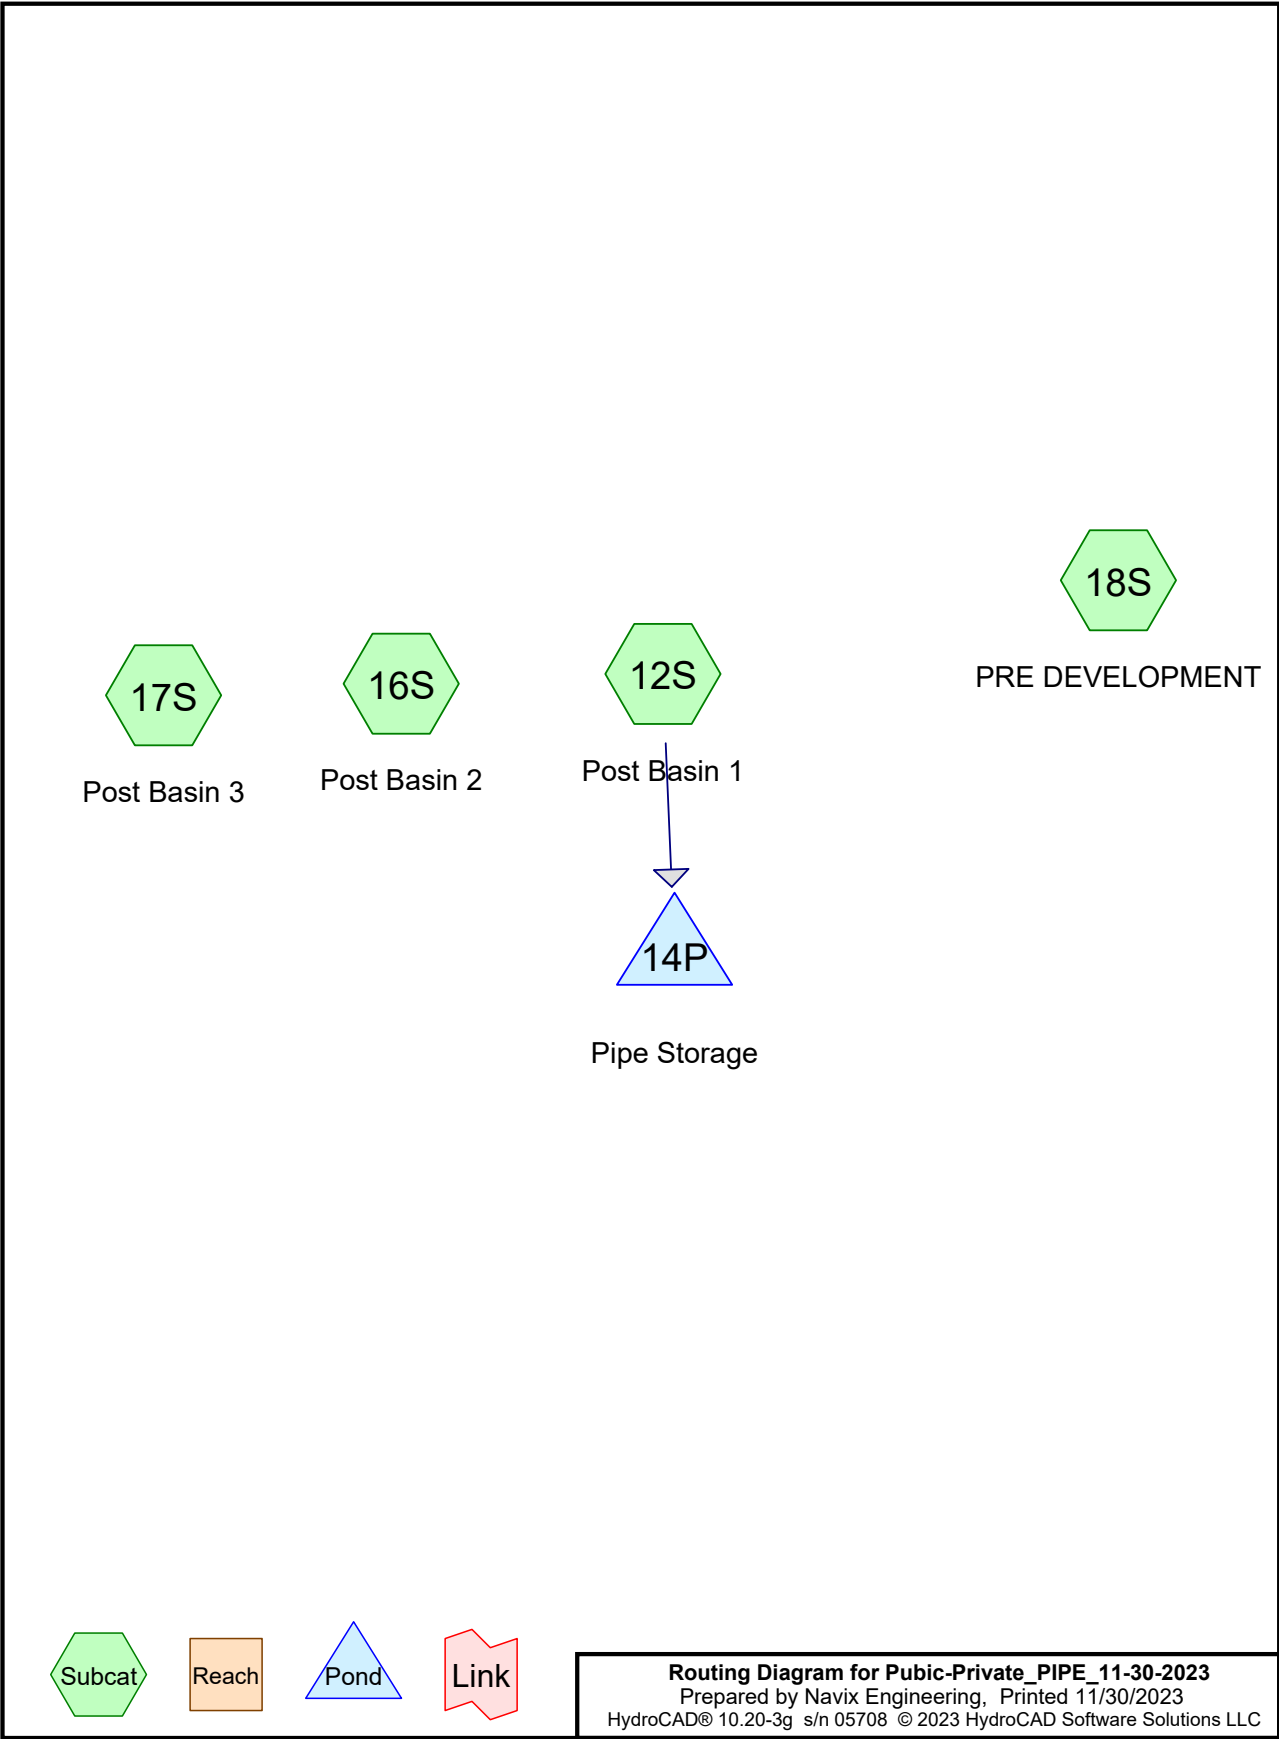 18S
PRE DEVELOPMENT
17S
16S
12S
Post Basin 3
Post Basin 2
Post Basin 1
14P
Pipe Storage
Subcat
Reach
Pond
Link
Routing Diagram for Pubic-Private_PIPE_11-30-2023
Prepared by Navix Engineering,  Printed 11/30/2023
HydroCAD® 10.20-3g  s/n 05708  © 2023 HydroCAD Software Solutions LLC